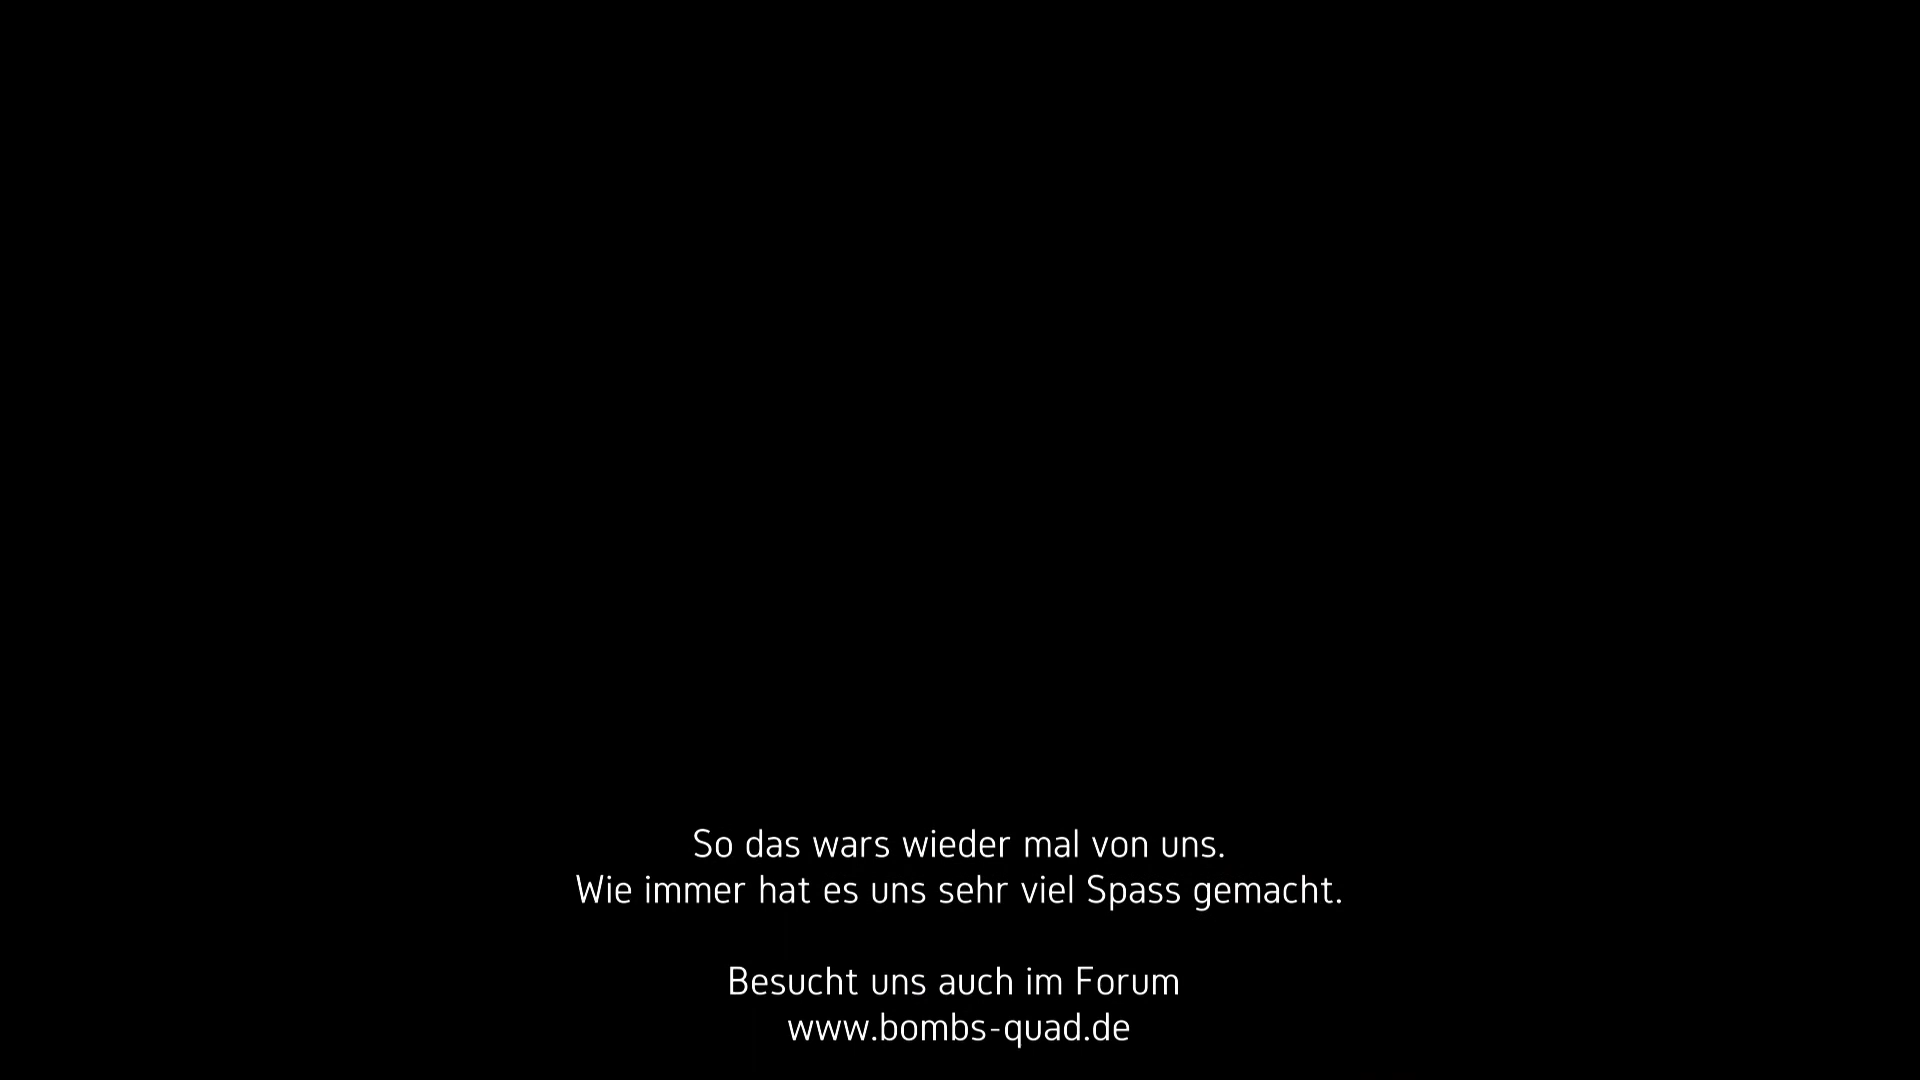 So das wars wieder mal von uns.
Wie immer hat es uns sehr viel Spass gemacht.
Besucht uns auch im Forum
www.bombs-quad.de